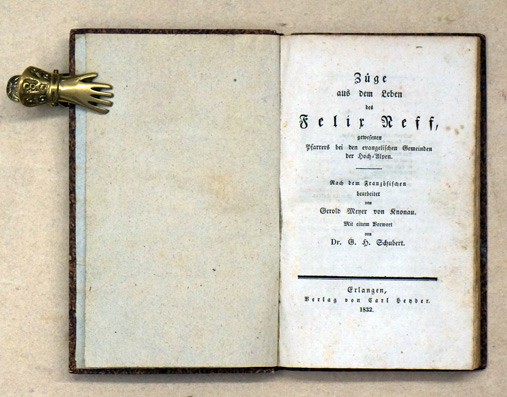 Züge
aus dem Leben
des
Felix Neff,
gewesenen
Pfarrers bei den evangelischen Gemeinden
der Hoch-Alpen.
Nach dem Französischen
bearbeitet
von
Gerold Meyer von Knonau.
Mit einem Vorwort
von
Dr. G. H. Schubert.
Erlangen,
Verlag von Carl Heyder.
1832.